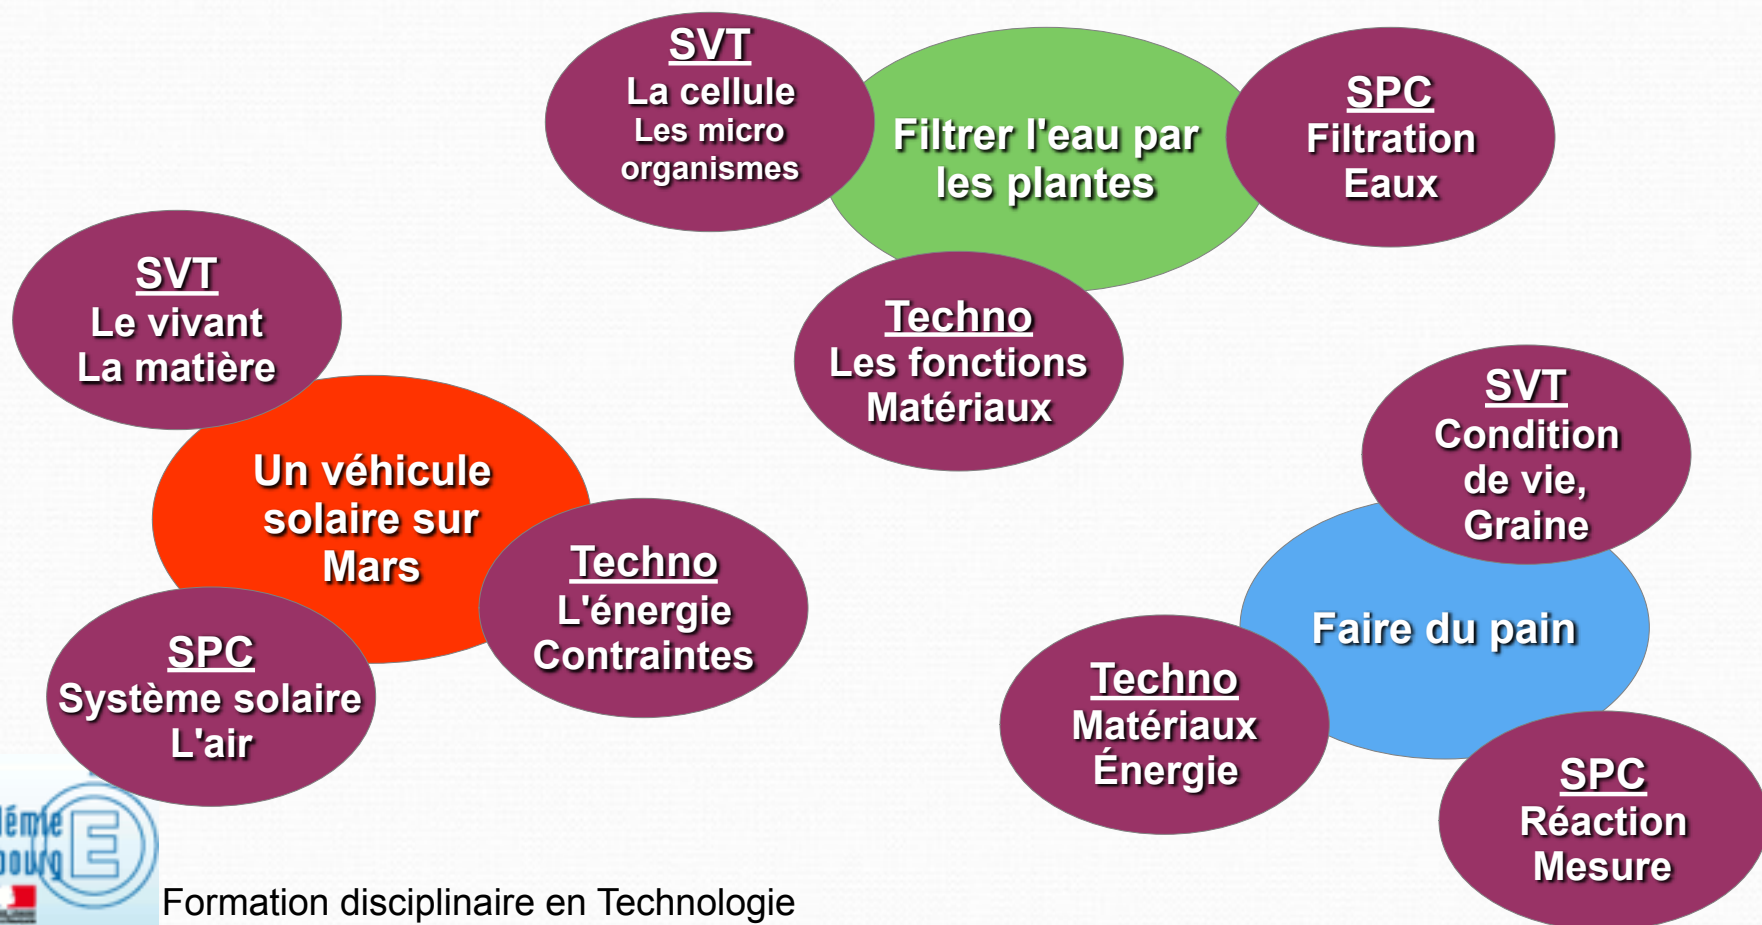 SVT
La cellule
Les micro
organismes
Filtrer l'eau par
les plantes
SPC
Filtration
Eaux
Techno
Les fonctions
Matériaux
SVT
Le vivant
La matière
Un véhicule
solaire sur
Mars
Techno
L'énergie
Contraintes
SPC
Système solaire
L'air
SVT
Condition
de vie,
Graine
Faire du pain
Techno
Matériaux
Énergie
SPC
Réaction
Mesure
Formation disciplinaire en Technologie